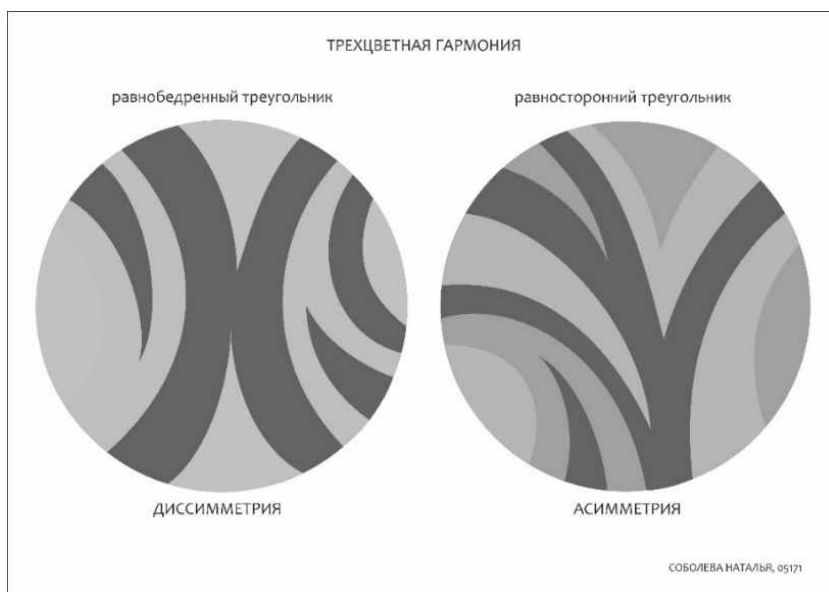 ТРЕХЦВЕТНАЯ ГАРМОНИЯ
равнобедренный треугольник
равносторонний треугольник
ДИССИММЕТРИЯ
АСИММЕТРИЯ
СОБОЛЕВА НАТАЛЬЯ, 05171